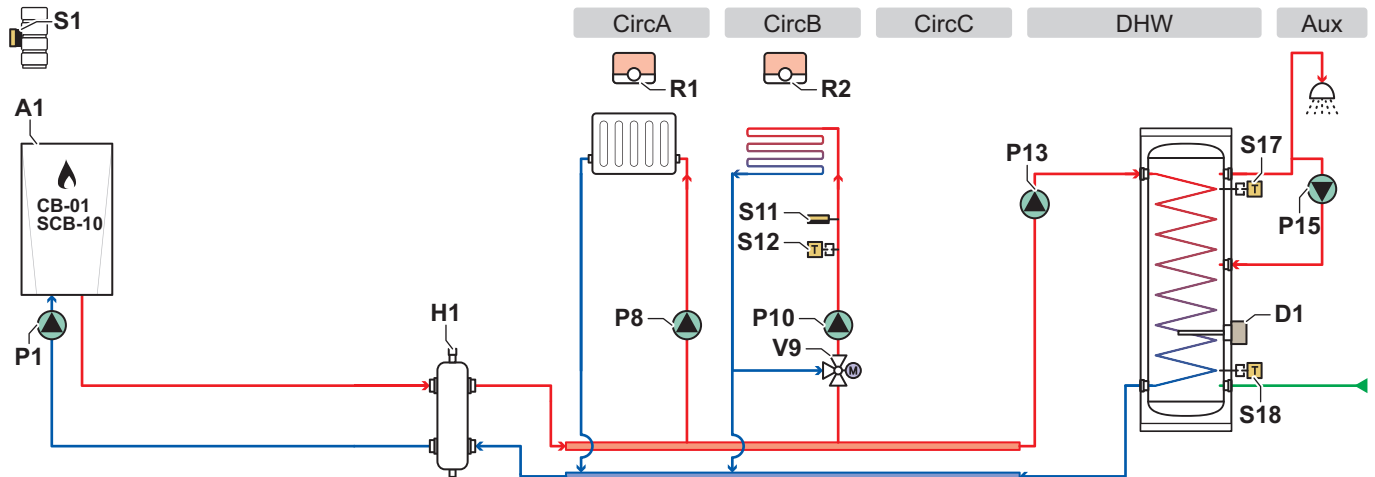 S1
CircA
CircB
CircC
DHW
Aux
R1
R2
A1
CB-01
SCB-10
P13
S17
P15
T
S11
S12
T
P1
H1
P8
P10
V9
M
D1
T
S18